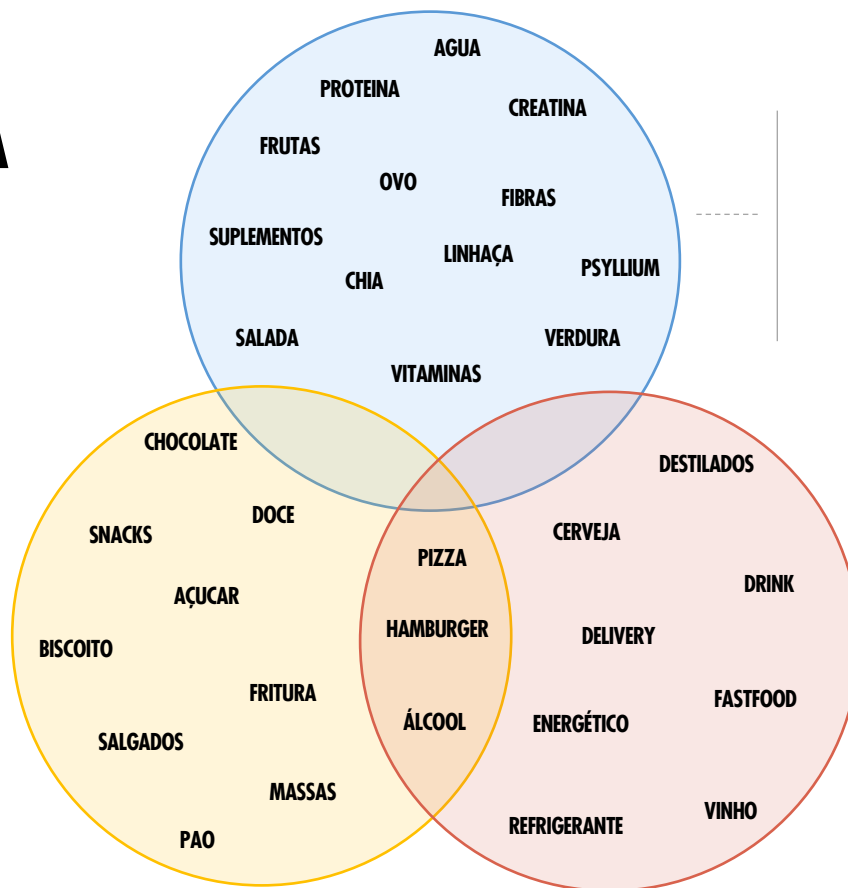 A
AGUA
PROTEINA
CREATINA
FRUTAS
OVO
FIBRAS
SUPLEMENTOS
LINHAÇA
PSYLLIUM
CHIA
SALADA
VERDURA
VITAMINAS
CHOCOLATE
DOCE
SNACKS
AÇUCAR
BISCOITO
FRITURA
SALGADOS
MASSAS
PAO
PIZZA
HAMBURGER
ÁLCOOL
DESTILADOS
CERVEJA
DRINK
DELIVERY
FASTFOOD
ENERGÉTICO
VINHO
REFRIGERANTE